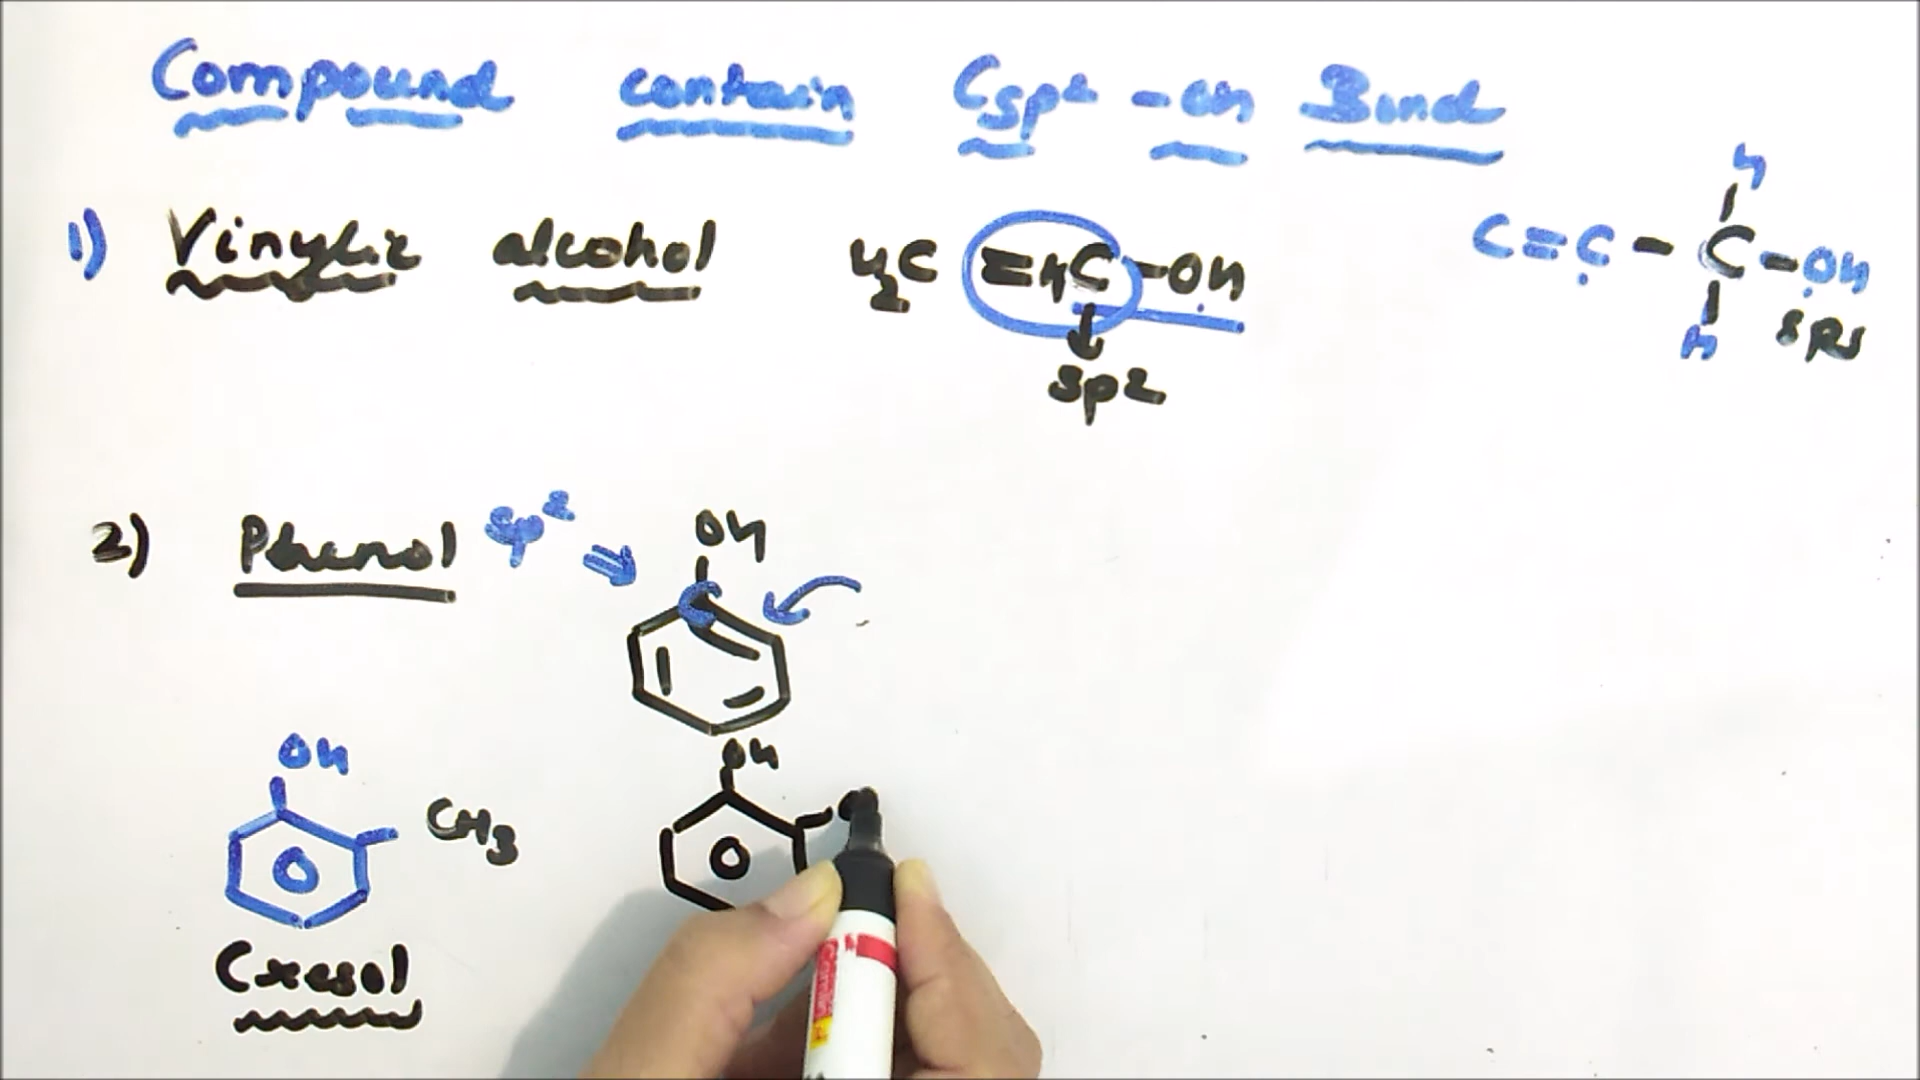 Compound contain Csp² - OH Bond
1) Vinylic alcohol H₂C = HC - OH
sp2
H
C = C - C - OH
H
2) Phenol sp²
OH
C
OH
CH₃
Cresol
OH
Camlin